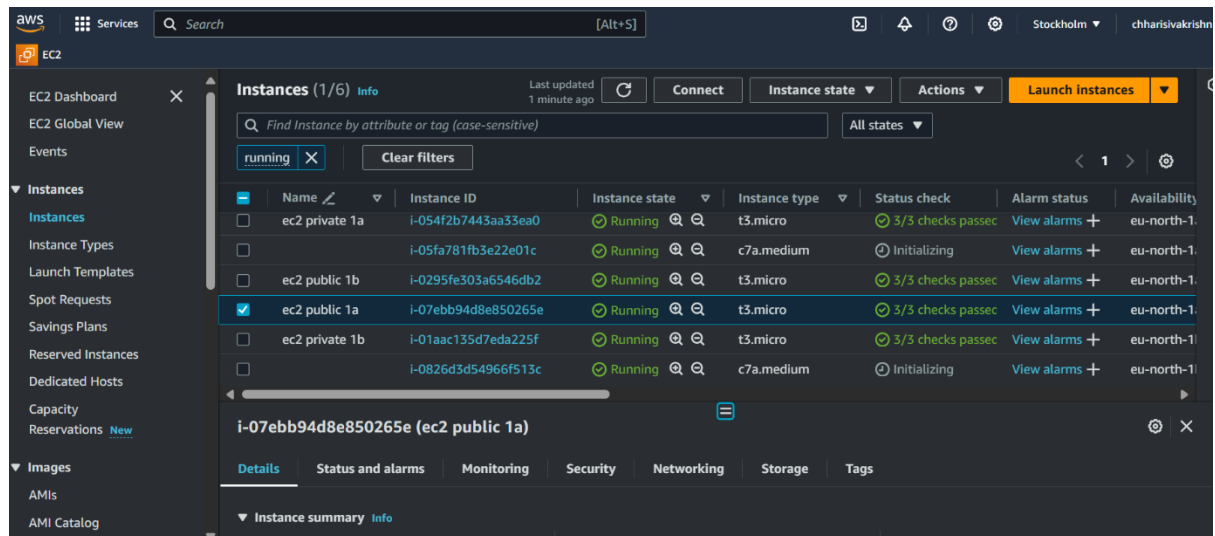 aws Services Search [Alt+S] Stockholm ▼ chharisivakrishn
EC2
EC2 Dashboard
EC2 Global View
Events
▼ Instances
Instances
Instance Types
Launch Templates
Spot Requests
Savings Plans
Reserved Instances
Dedicated Hosts
Capacity
Reservations New
▼ Images
AMIs
AMI Catalog
Instances (1/6) Info
Last updated
1 minute ago
Connect Instance state ▼ Actions ▼ Launch instances ▼
Find Instance by attribute or tag (case-sensitive) All states ▼
running Clear filters
1
Name Instance ID Instance state Instance type Status check Alarm status Availability
ec2 private 1a i-054f2b7443aa33ea0 Running t3.micro 3/3 checks passec View alarms + eu-north-1
i-05fa781fb3e22e01c Running c7a.medium Initializing View alarms + eu-north-1
ec2 public 1b i-0295fe303a6546db2 Running t3.micro 3/3 checks passec View alarms + eu-north-1
ec2 public 1a i-07ebb94d8e850265e Running t3.micro 3/3 checks passec View alarms + eu-north-1
ec2 private 1b i-01aac135d7eda225f Running t3.micro 3/3 checks passec View alarms + eu-north-1
i-0826d3d54966f513c Running c7a.medium Initializing View alarms + eu-north-1
i-07ebb94d8e850265e (ec2 public 1a)
Details Status and alarms Monitoring Security Networking Storage Tags
▼ Instance summary Info